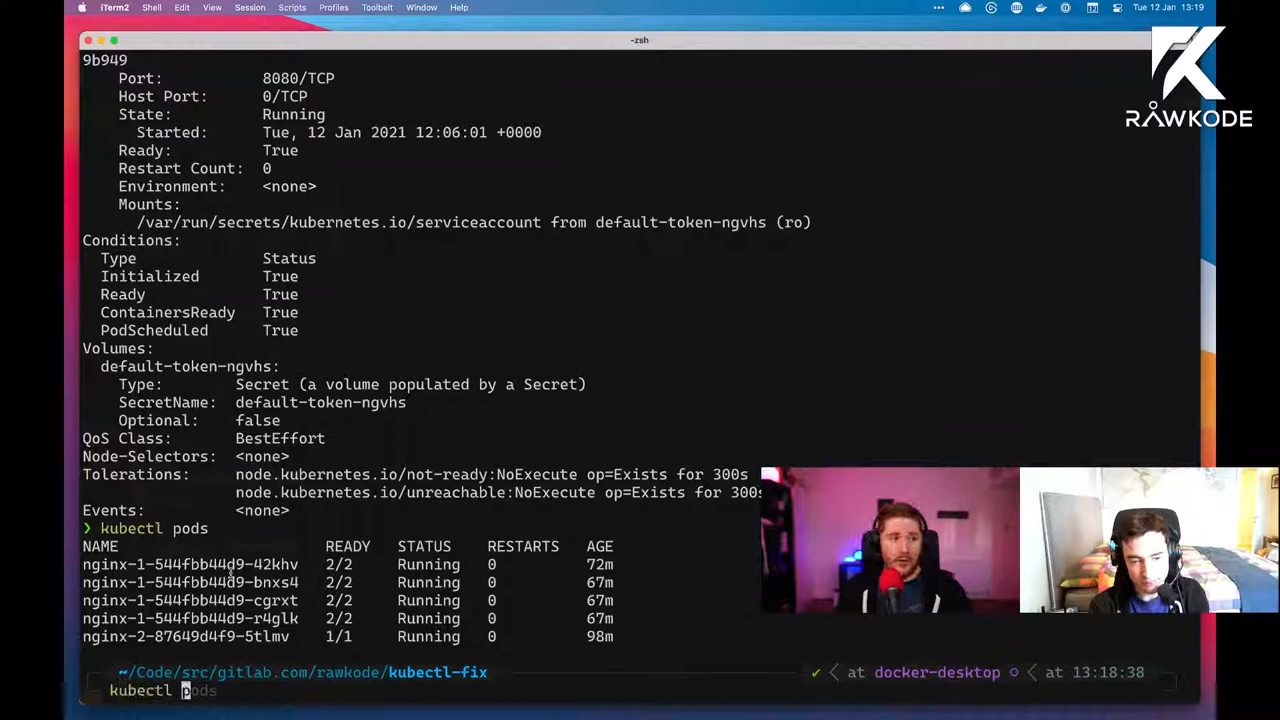 iTerm2 Shell Edit View Session Scripts Profiles Toolbelt Window Help Tue 12 Jan 13:19
-zsh
RAWKODE
9b949
Port: 8080/TCP
Host Port: 0/TCP
State: Running
Started: Tue, 12 Jan 2021 12:06:01 +0000
Ready: True
Restart Count: 0
Environment: <none>
Mounts:
/var/run/secrets/kubernetes.io/serviceaccount from default-token-ngvhs (ro)
Conditions:
Type Status
Initialized True
Ready True
ContainersReady True
PodScheduled True
Volumes:
default-token-ngvhs:
Type: Secret (a volume populated by a Secret)
SecretName: default-token-ngvhs
Optional: false
QoS Class: BestEffort
Node-Selectors: <none>
Tolerations: node.kubernetes.io/not-ready:NoExecute op=Exists for 300s
node.kubernetes.io/unreachable:NoExecute op=Exists for 300s
Events: <none>
❯ kubectl pods
NAME READY STATUS RESTARTS AGE
nginx-1-544fbb44d9-42khv 2/2 Running 0 72m
nginx-1-544fbb44d9-bnxs4 2/2 Running 0 67m
nginx-1-544fbb44d9-cgrxt 2/2 Running 0 67m
nginx-1-544fbb44d9-r4glk 2/2 Running 0 67m
nginx-2-87649d4f9-5tlmv 1/1 Running 0 98m
~/Code/src/gitlab.com/rawkode/kubectl-fix ✓ at docker-desktop at 13:18:38
kubectl pods